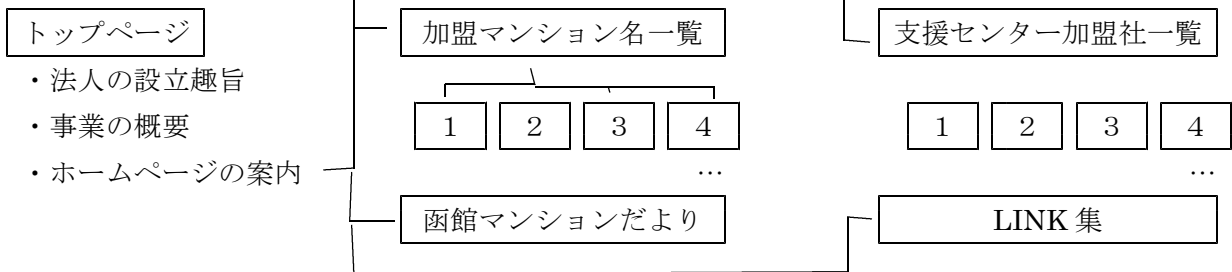 トップページ
・法人の設立趣旨
・事業の概要
・ホームページの案内
加盟マンション名一覧
1 2 3 4
…
函館マンションだより
支援センター加盟社一覧
1 2 3 4
…
LINK 集